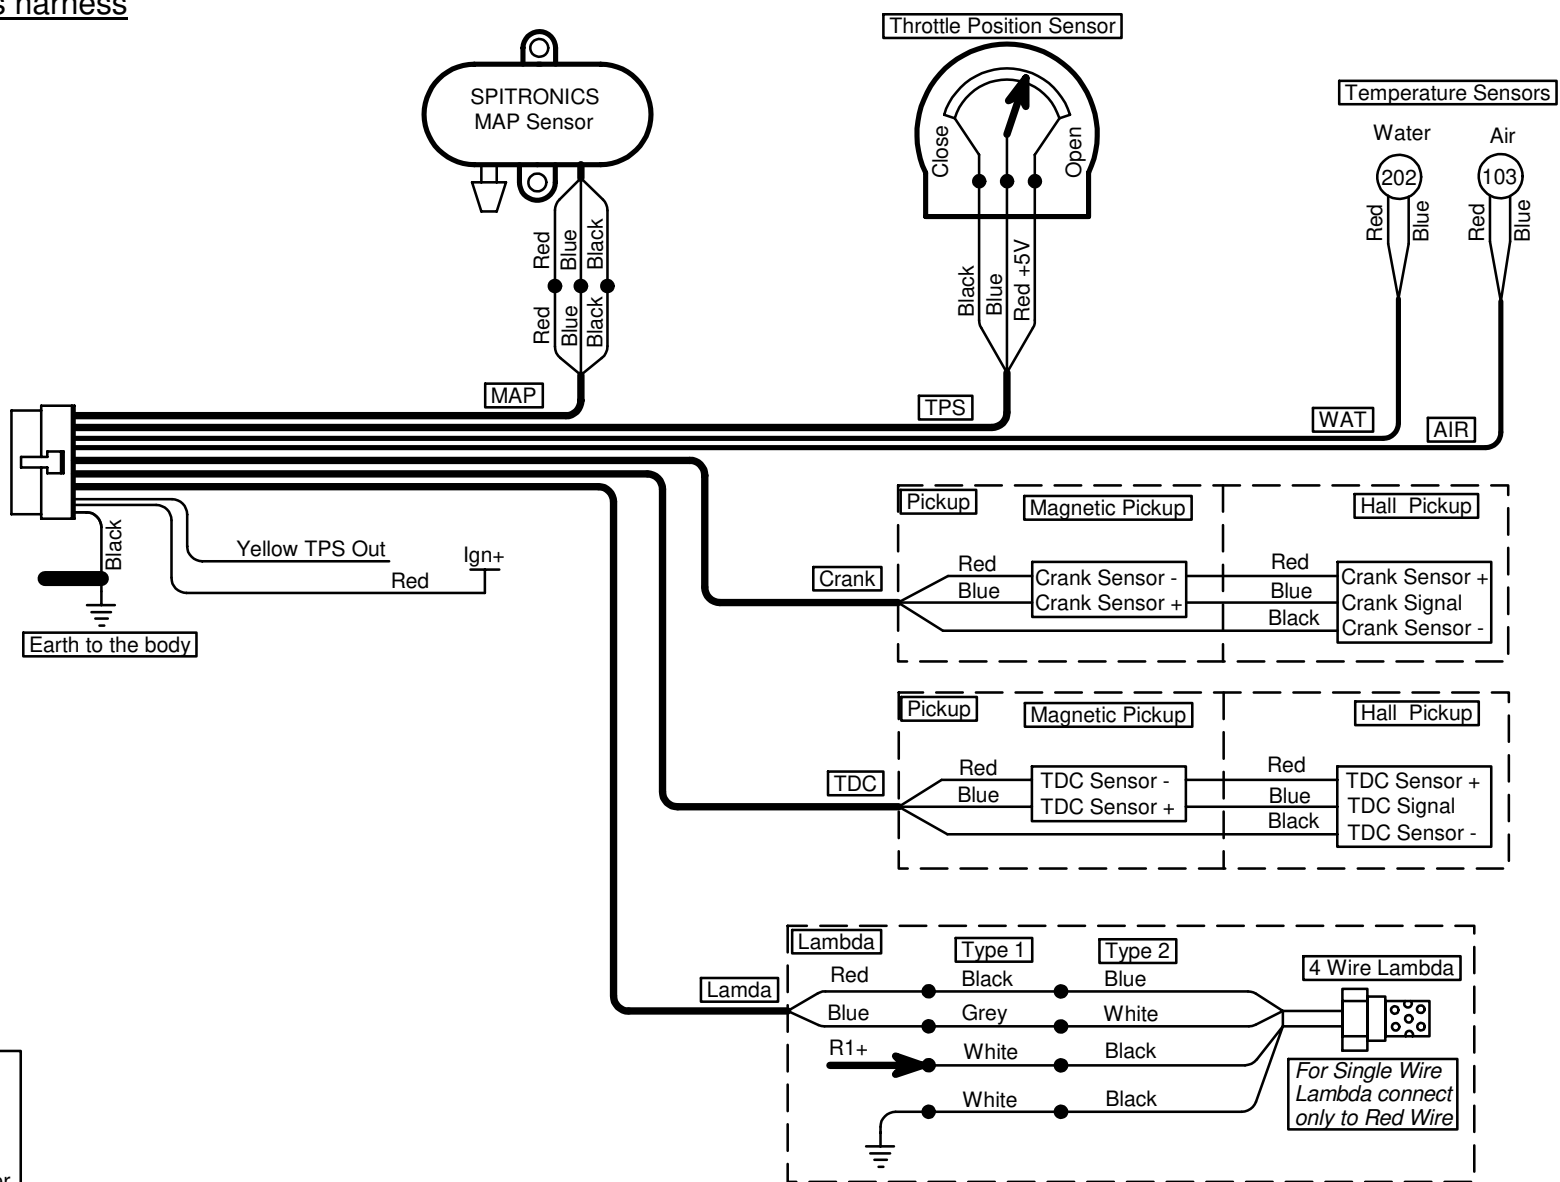 s harness
Throttle Position Sensor
SPITRONICS
MAP Sensor
Temperature Sensors
Water
Air
202
103
Close
Open
Red
Blue
Red
Blue
Red
Blue
Black
Red
Blue
Black
Black
Blue
Red +5V
MAP
TPS
WAT
AIR
Black
Yellow TPS Out
Ign+
Red
Earth to the body
Pickup
Magnetic Pickup
Hall Pickup
Crank
Red
Blue
Crank Sensor -
Crank Sensor +
Red
Blue
Black
Crank Sensor +
Crank Signal
Crank Sensor -
Pickup
Magnetic Pickup
Hall Pickup
TDC
Red
Blue
TDC Sensor -
TDC Sensor +
Red
Blue
Black
TDC Sensor +
TDC Signal
TDC Sensor -
Lambda
Type 1
Type 2
4 Wire Lambda
Lamda
Red
Black
Blue
Blue
Grey
White
R1+
White
Black
White
Black
For Single Wire
Lambda connect
only to Red Wire